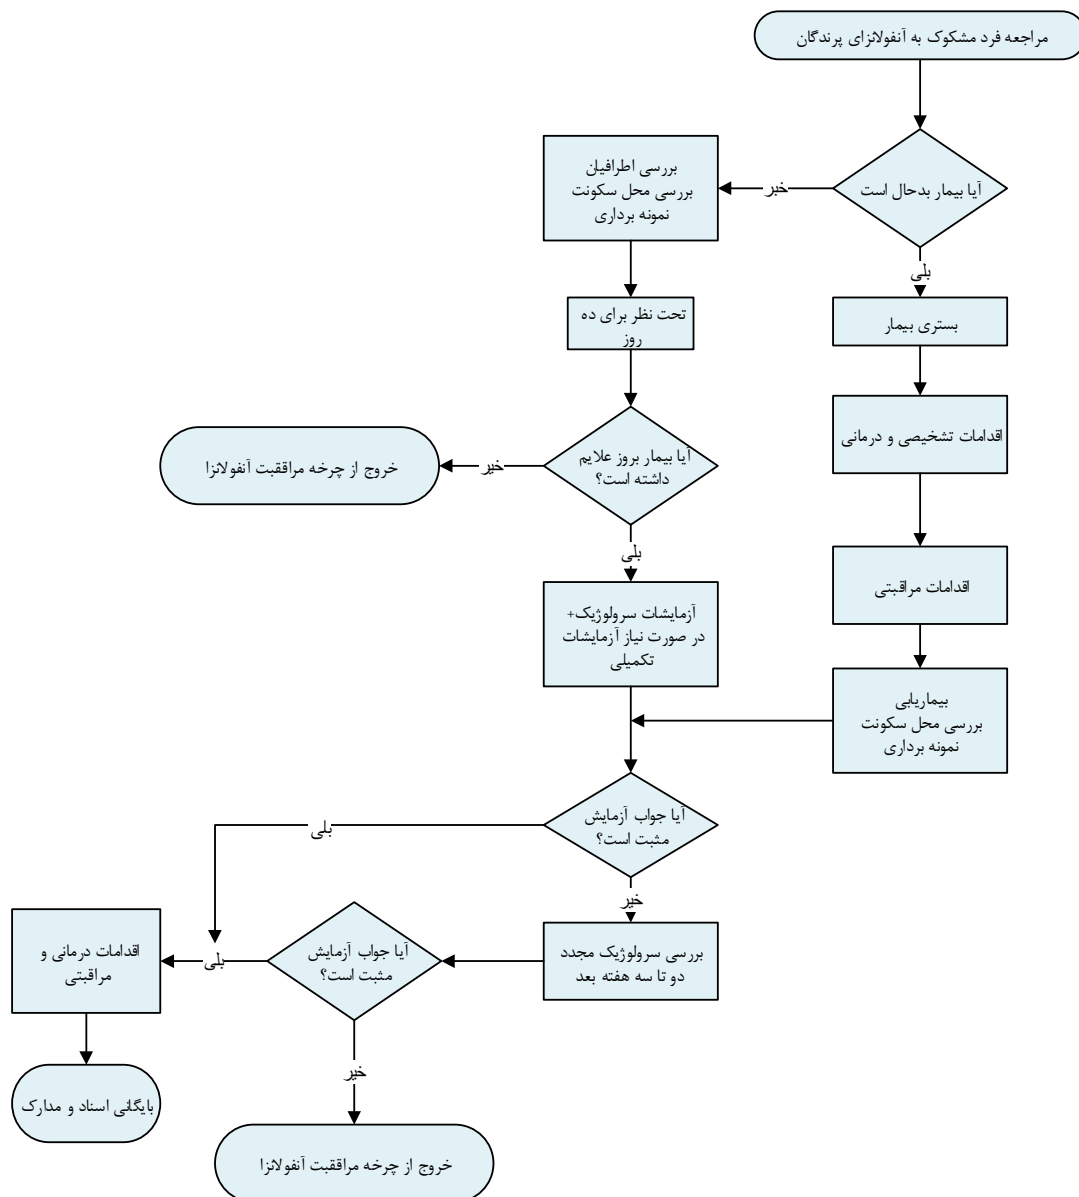 مراجعه فرد مشکوک به آنفولانزای پرندگان
آیا بیمار بدحال است
خیر
بررسی اطرافیان
بررسی محل سکونت
نمونه برداری
بلی
بستری بیمار
تحت نظر برای ده
روز
اقدامات تشخیصی و درمانی
آیا بیمار بروز علایم
داشته است؟
خیر
خروج از چرخه مراققبت آنفولانزا
بلی
اقدامات مراقبتی
آزمایشات سرولوژیک+
در صورت نیاز آزمایشات
تکمیلی
بیماریابی
بررسی محل سکونت
نمونه برداری
آیا جواب آزمایش
مثبت است؟
بلی
خیر
بررسی سرولوژیک مجدد
دو تا سه هفته بعد
آیا جواب آزمایش
مثبت است؟
بلی
اقدامات درمانی و
مراقبتی
خیر
بایگانی اسناد و مدارک
خروج از چرخه مراققبت آنفولانزا